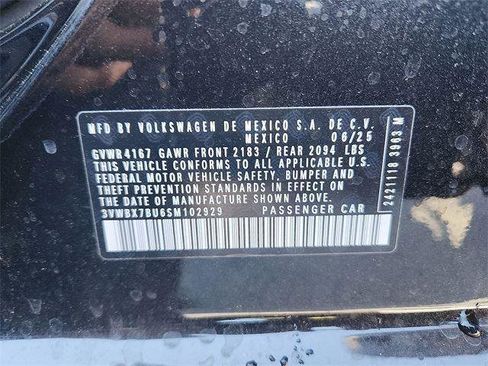 MFD BY VOLKSWAGEN DE MEXICO S.A. DE C.V.
MEXICO 06/25
GVWR4167 GAWR FRONT 2183 / REAR 2094 LBS
THIS VEHICLE CONFORMS TO ALL APPLICABLE U.S.
FEDERAL MOTOR VEHICLE SAFETY, BUMPER AND
THEFT PREVENTION STANDARDS IN EFFECT ON
THE DATE OF MANUFACTURE SHOWN ABOVE.
3VWBX7BU6SM102929 PASSENGER CAR
2421118 3963 M